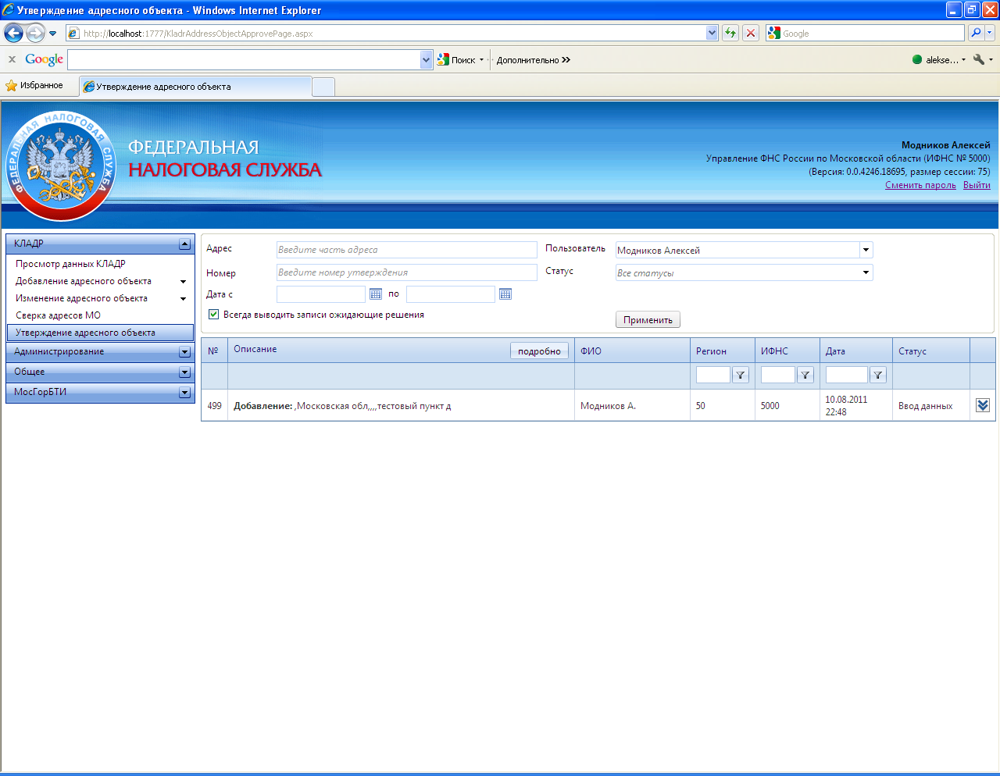 Утверждение адресного объекта - Windows Internet Explorer
http://localhost:1777/KladrAddressObjectApprovePage.aspx
Google
x Google Поиск Дополнительно » alekse...
Избранное Утверждение адресного объекта
ФЕДЕРАЛЬНАЯ НАЛОГОВАЯ СЛУЖБА
ФЕДЕРАЛЬНАЯ
НАЛОГОВАЯ СЛУЖБА
Модников Алексей
Управление ФНС России по Московской области (ИФНС № 5000)
(Версия: 0.0.4246.18695, размер сессии: 75)
Сменить пароль Выйти
КЛАДР
Просмотр данных КЛАДР
Добавление адресного объекта
Изменение адресного объекта
Сверка адресов МО
Утверждение адресного объекта
Администрирование
Общее
МосГорБТИ
Адрес Введите часть адреса Пользователь Модников Алексей
Номер Введите номер утверждения Статус Все статусы
Дата с по
Всегда выводить записи ожидающие решения
Применить
№ Описание подробно ФИО Регион ИФНС Дата Статус
499 Добавление: ,Московская обл,,,,тестовый пункт д Модников А. 50 5000 10.08.2011 22:48 Ввод данных